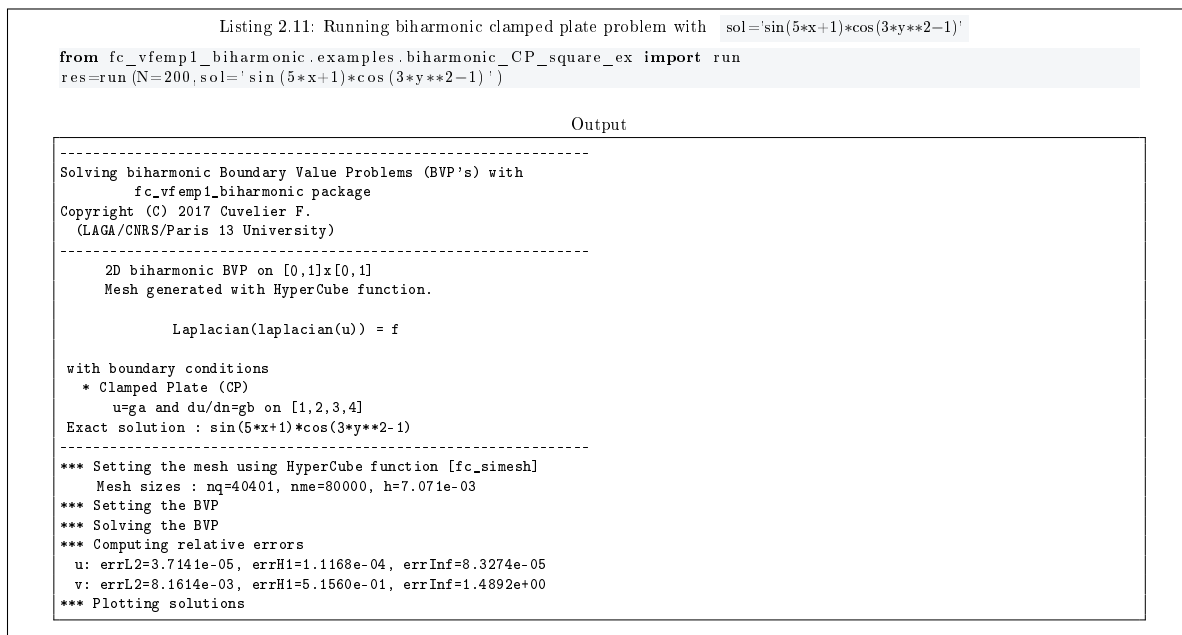 Listing 2.11: Running biharmonic clamped plate problem with sol='sin(5*x+1)*cos(3*y**2−1)'
from fc_vfemp1_biharmonic.examples.biharmonic_CP_square_ex import run
res=run(N=200,sol='sin(5*x+1)*cos(3*y**2−1)')
Output
---------------------------------------------------------------
Solving biharmonic Boundary Value Problems (BVP's) with
fc_vfemp1_biharmonic package
Copyright (C) 2017 Cuvelier F.
(LAGA/CNRS/Paris 13 University)
---------------------------------------------------------------
2D biharmonic BVP on [0,1]x[0,1]
Mesh generated with HyperCube function.
Laplacian(laplacian(u)) = f
with boundary conditions
* Clamped Plate (CP)
u=ga and du/dn=gb on [1,2,3,4]
Exact solution : sin(5*x+1)*cos(3*y**2-1)
---------------------------------------------------------------
*** Setting the mesh using HyperCube function [fc_simesh]
Mesh sizes : nq=40401, nme=80000, h=7.071e-03
*** Setting the BVP
*** Solving the BVP
*** Computing relative errors
u: errL2=3.7141e-05, errH1=1.1168e-04, errInf=8.3274e-05
v: errL2=8.1614e-03, errH1=5.1560e-01, errInf=1.4892e+00
*** Plotting solutions